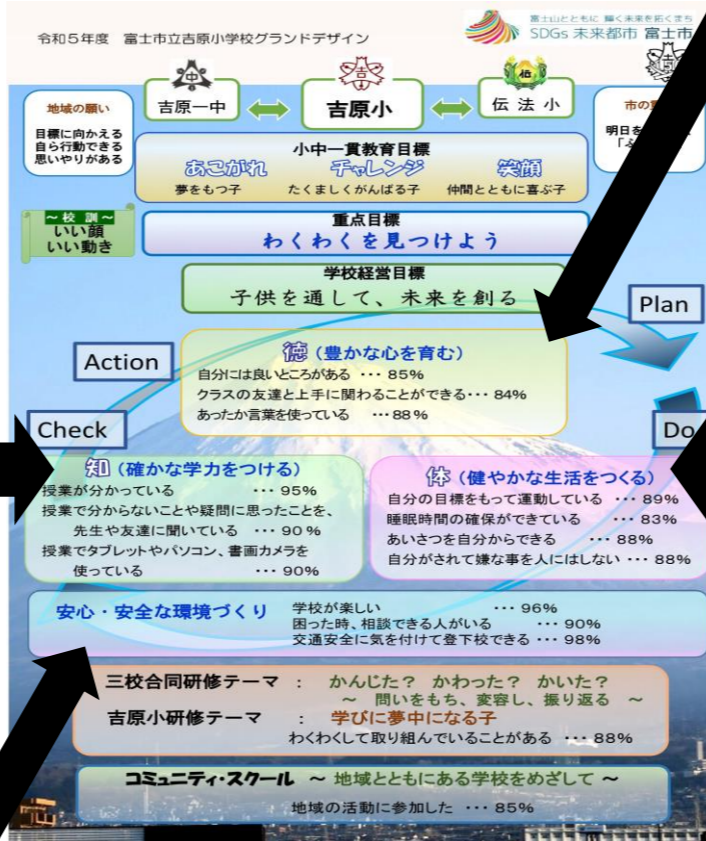 富士山とともに 輝く未来を拓くまち
SDGs 未来都市 富士市
令和5年度 富士市立吉原小学校グランドデザイン
吉原一中
吉原小
伝法小
地域の願い
目標に向かえる
自ら行動できる
思いやりがある
市の
明日を
小中一貫教育目標
あこがれ チャレンジ 笑顔
夢をもつ子 たくましくがんばる子 仲間とともに喜ぶ子
～校訓～
いい顔
いい動き
重点目標
わくわくを見つけよう
学校経営目標
子供を通して、未来を創る
Plan
Action
徳(豊かな心を育む)
自分には良いところがある ・・・ 85%
クラスの友達と上手に関わることができる・・・ 84%
あったか言葉を使っている ・・・88%
Check
Do
知(確かな学力をつける)
授業が分かっている ・・・ 95%
授業で分からないことや疑問に思ったことを、
先生や友達に聞いている ・・・ 90%
授業でタブレットやパソコン、書画カメラを
使っている ・・・ 90%
体(健やかな生活をつくる)
自分の目標をもって運動している ・・・ 89%
睡眠時間の確保ができている ・・・ 83%
あいさつを自分からできる ・・・ 88%
自分がされて嫌な事を人にはしない ・・・ 88%
安心・安全な環境づくり
学校が楽しい ・・・ 96%
困った時、相談できる人がいる ・・・ 90%
交通安全に気を付けて登下校できる ・・・ 98%
三校合同研修テーマ : かんじた? かわった? かいた?
～ 問いをもち、変容し、振り返る ～
吉原小研修テーマ : 学びに夢中になる子
わくわくして取り組んでいることがある ・・・ 88%
コミュニティ・スクール ～ 地域とともにある学校をめざして ～
地域の活動に参加した ・・・ 85%